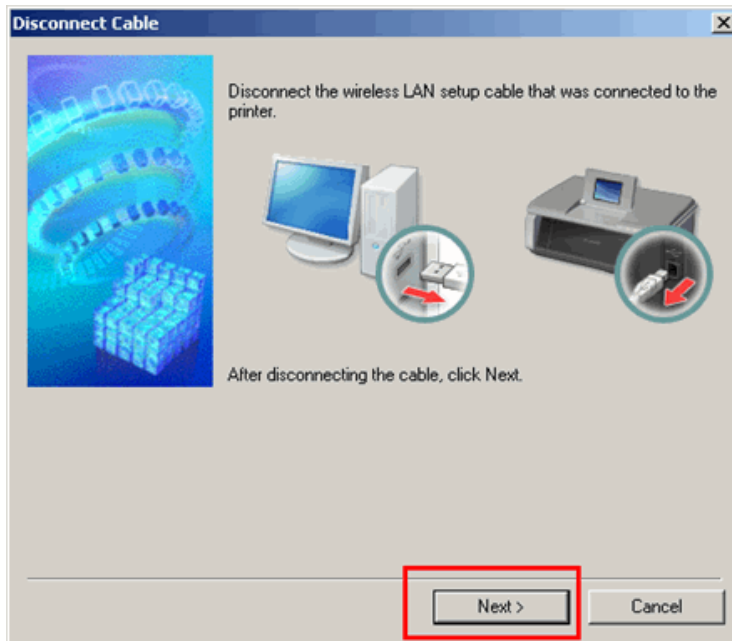 Disconnect Cable
Disconnect the wireless LAN setup cable that was connected to the
printer.
After disconnecting the cable, click Next.
Next >
Cancel